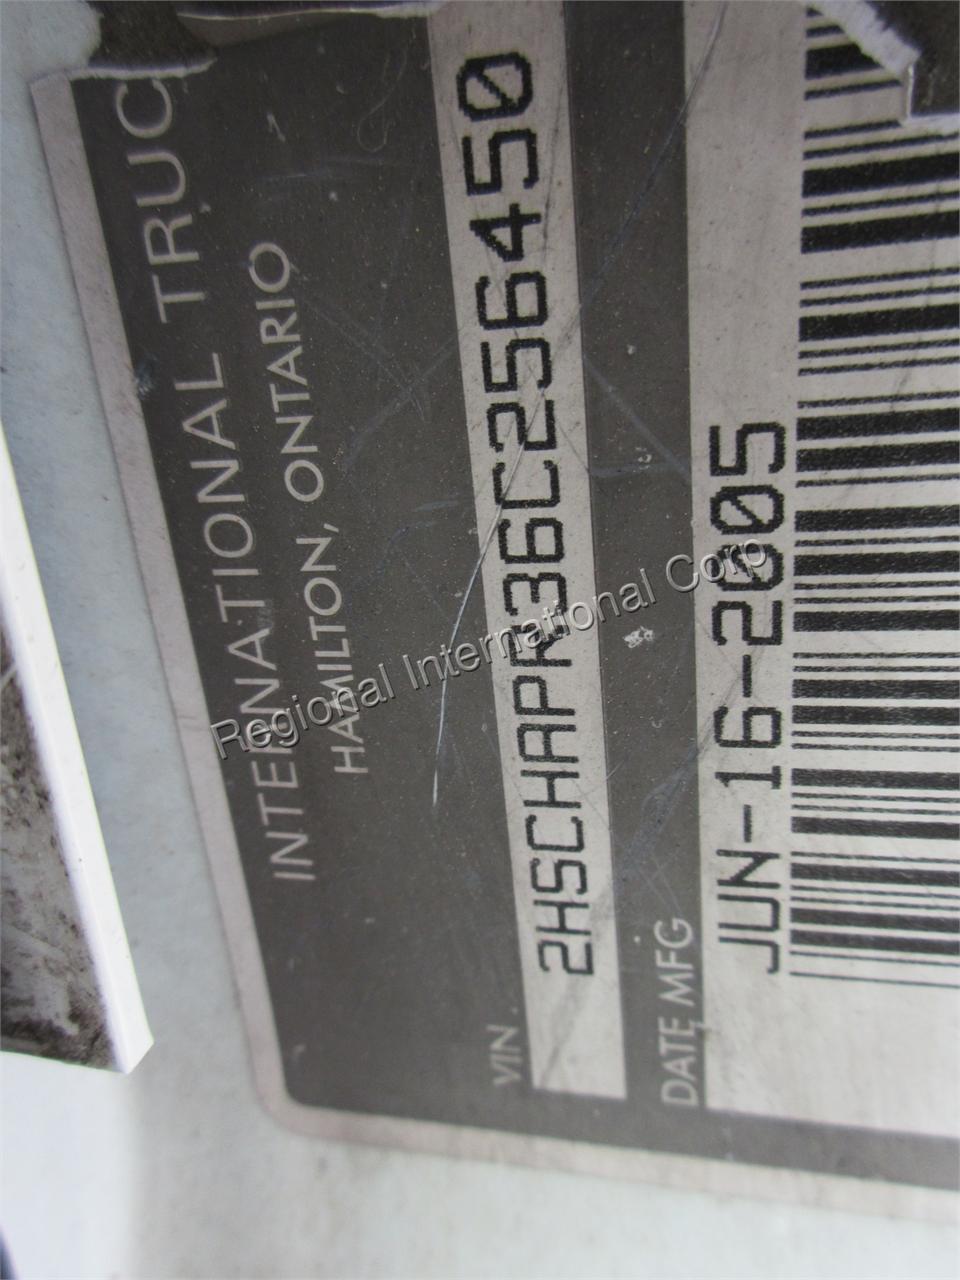 INTERNATIONAL TRUC
HAMILTON, ONTARIO
VIN
2HSCHAPR36C256450
DATE MFG
JUN-16-2005
Regional International Corp